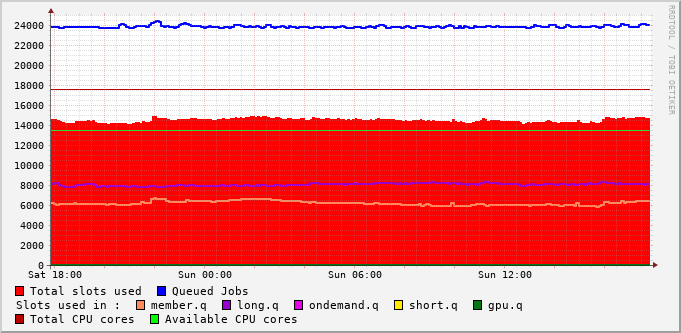 24000
22000
20000
18000
16000
14000
12000
10000
8000
6000
4000
2000
0
Sat 18:00 Sun 00:00 Sun 06:00 Sun 12:00
Total slots used Queued Jobs
Slots used in : member.q long.q ondemand.q short.q gpu.q
Total CPU cores Available CPU cores
RRDTOOL / TOBI OETIKER